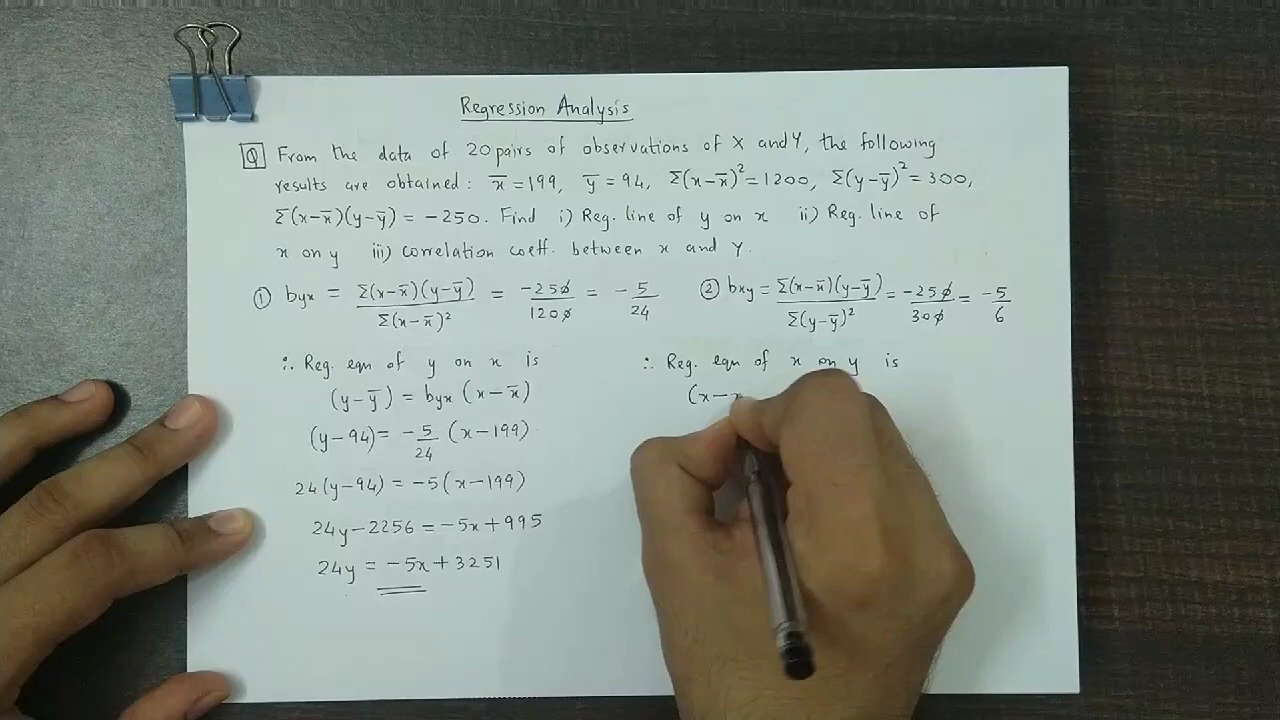 Regression Analysis
Q From the data of 20 pairs of observations of X and Y, the following
results are obtained: x̅ = 199, y̅ = 94, Σ(x-x̅)² = 1200, Σ(y-y̅)² = 300,
Σ(x-x̅)(y-y̅) = -250. Find i) Reg. line of y on x ii) Reg. line of
x on y iii) correlation coeff. between x and Y.
① byx = Σ(x-x̅)(y-y̅)/Σ(x-x̅)² = -250/1200 = -5/24
∴ Reg. eqn of y on x is
(y-y̅) = byx (x-x̅)
(y-94) = -5/24 (x-199)
24(y-94) = -5(x-199)
24y-2256 = -5x+995
24y = -5x+3251
② bxy = Σ(x-x̅)(y-y̅)/Σ(y-y̅)² = -250/300 = -5/6
∴ Reg. eqn of x on y is
(x-x